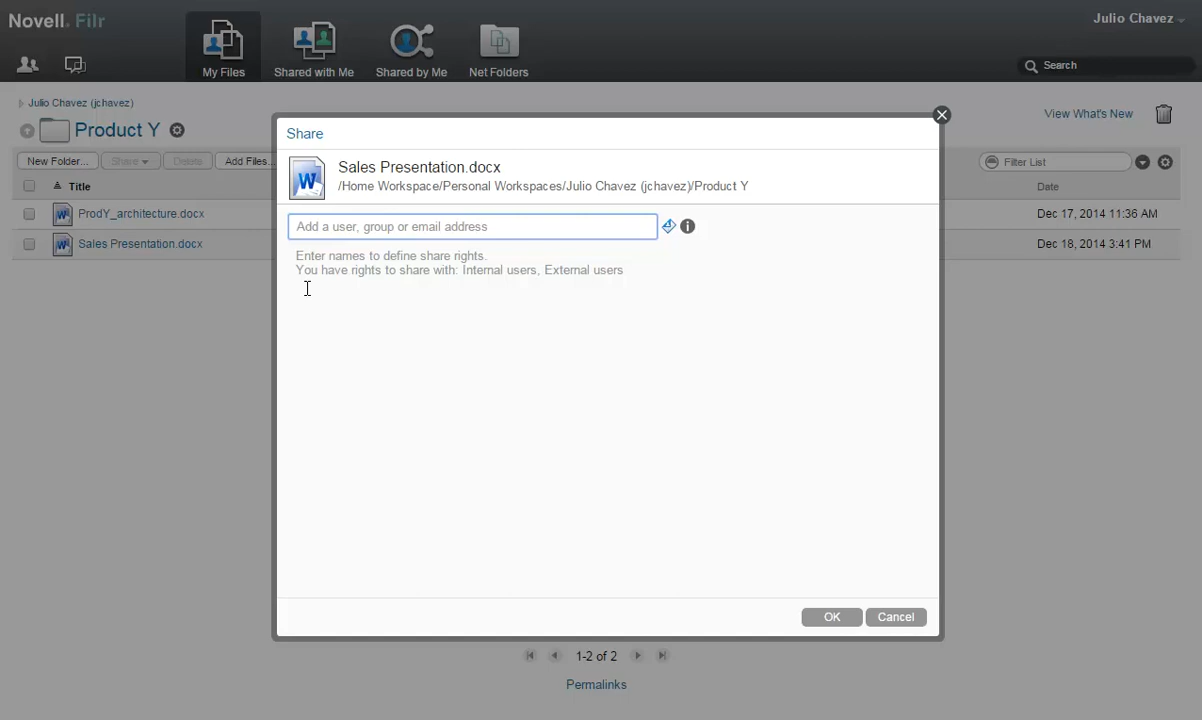 Novell Filr
My Files
Shared with Me
Shared by Me
Net Folders
Julio Chavez
Search
Julio Chavez (jchavez)
Product Y
View What's New
New Folder...
Share
Delete
Add Files...
Filter List
Title
Date
ProdY_architecture.docx
Dec 17, 2014 11:36 AM
Sales Presentation.docx
Dec 18, 2014 3:41 PM
Share
W
Sales Presentation.docx
/Home Workspace/Personal Workspaces/Julio Chavez (jchavez)/Product Y
Add a user, group or email address
Enter names to define share rights.
You have rights to share with: Internal users, External users
OK
Cancel
1-2 of 2
Permalinks